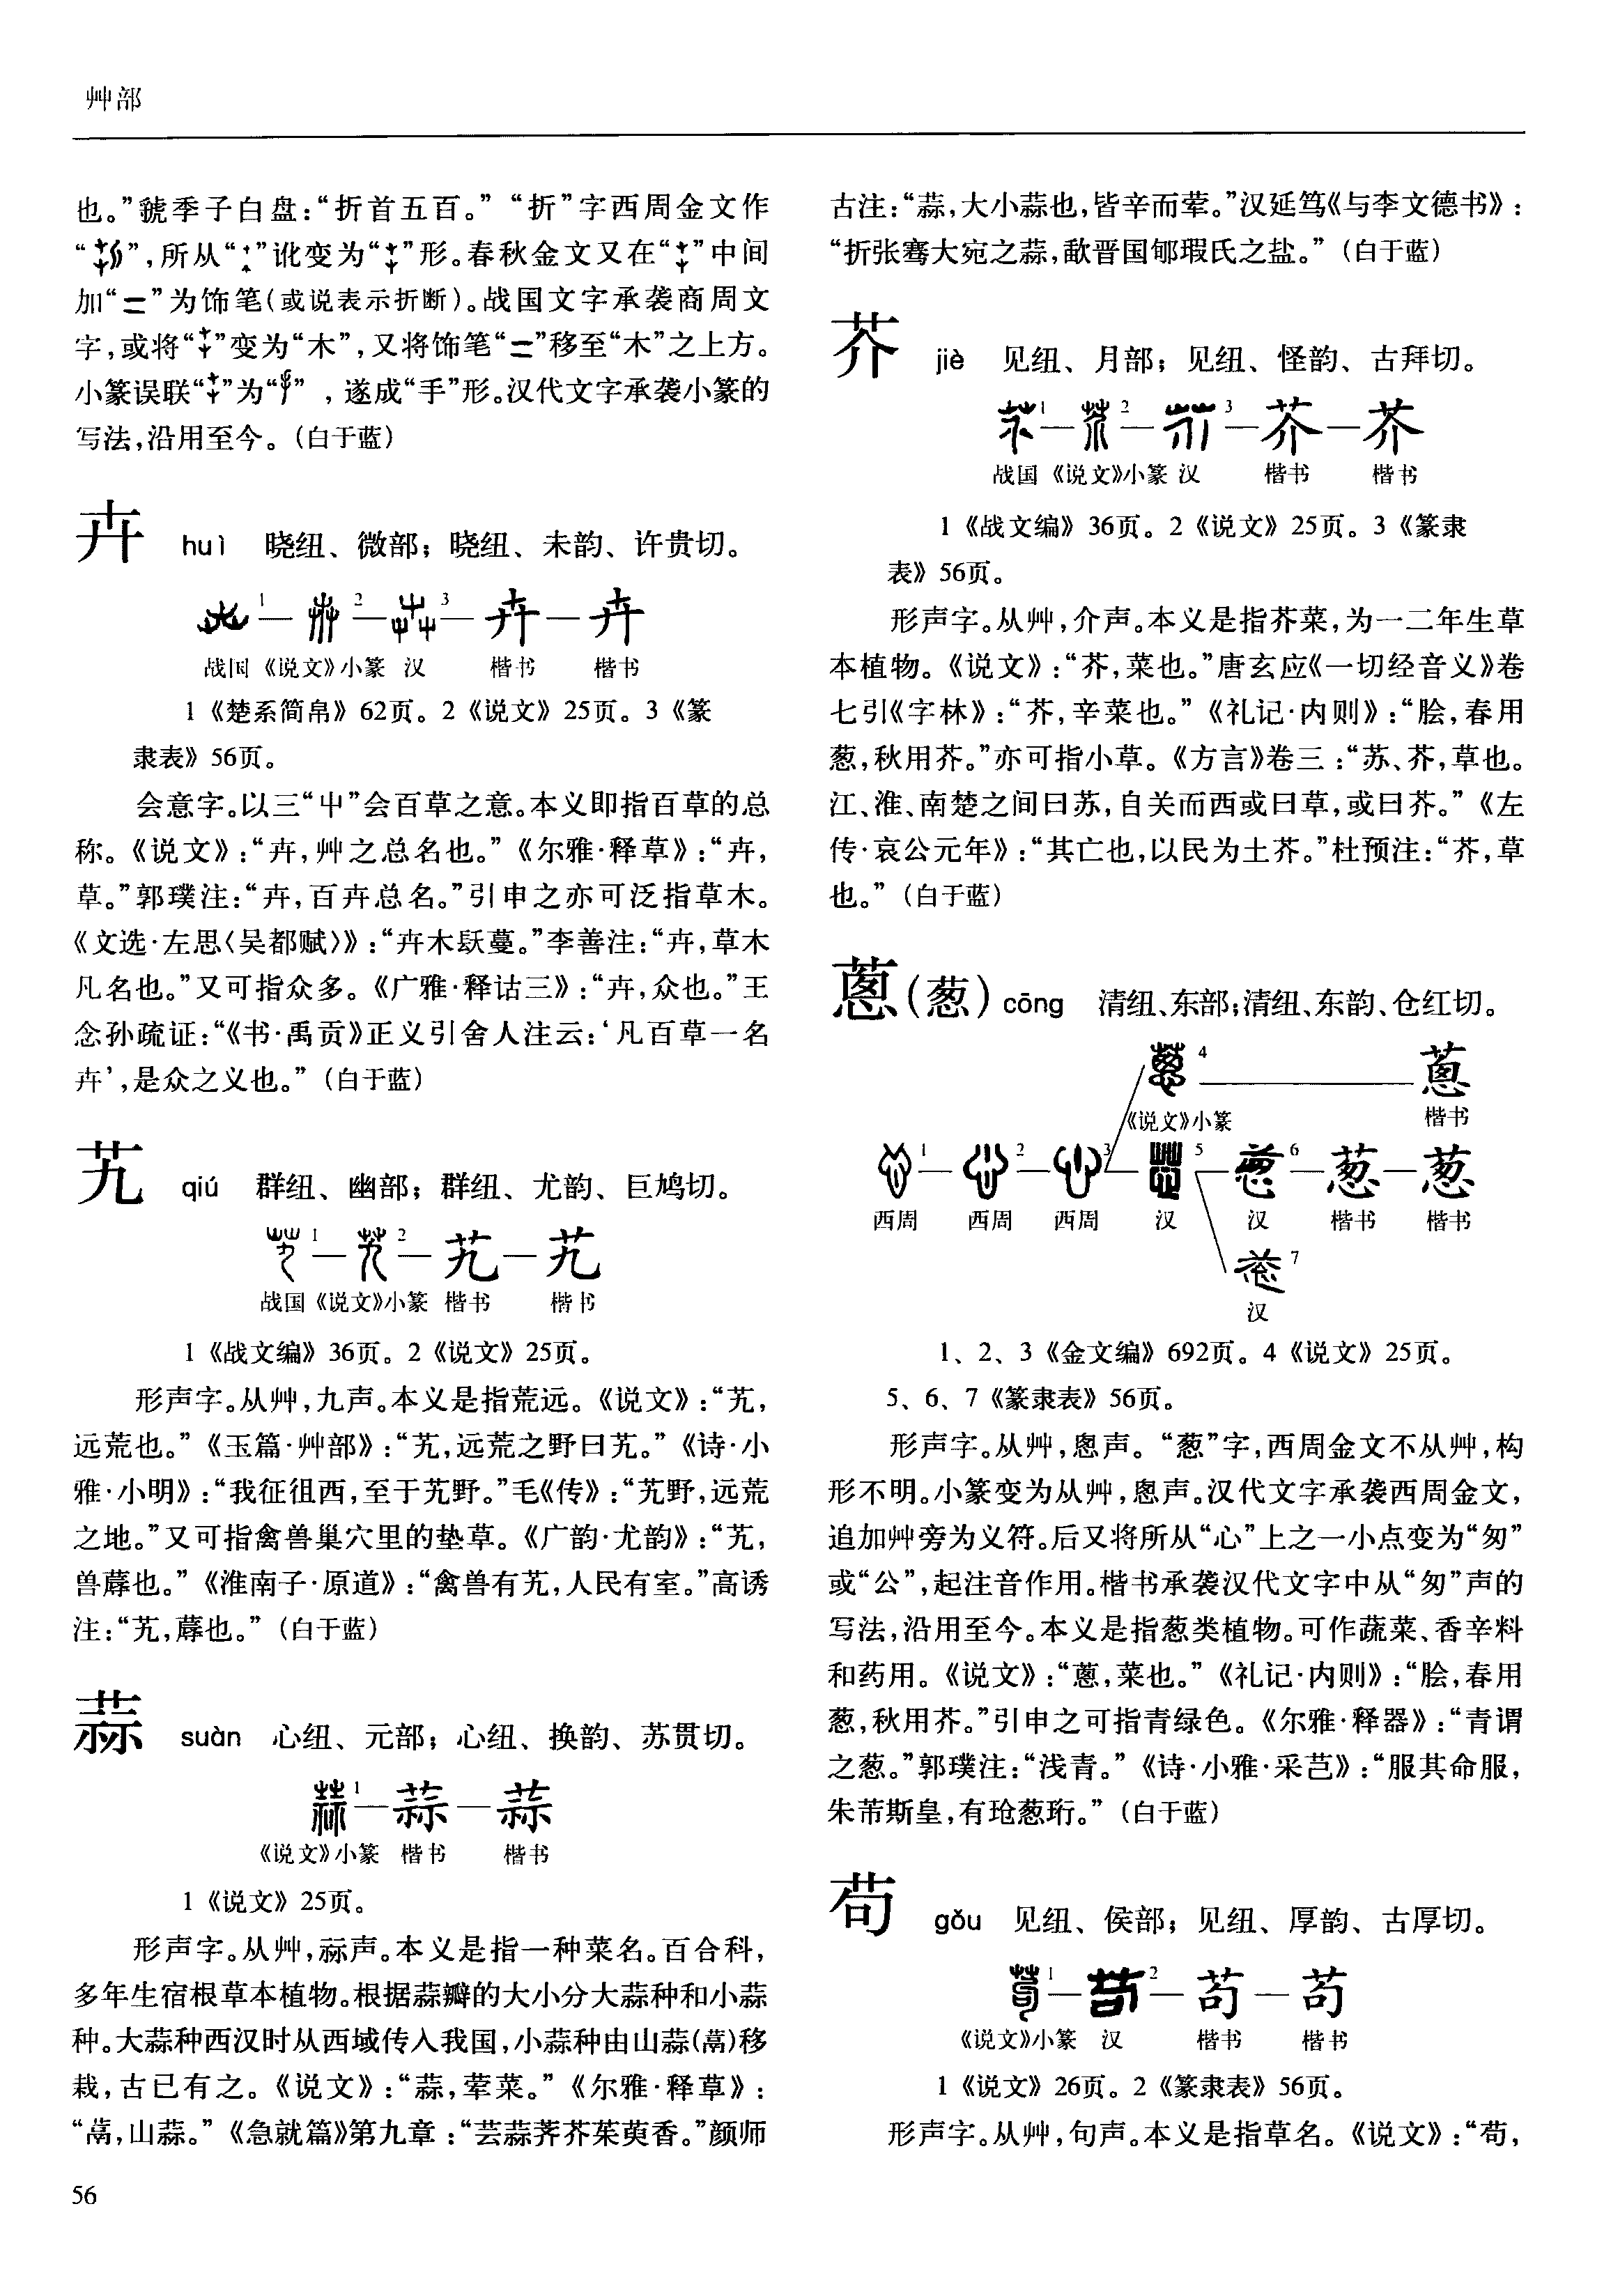 艸部
也。”虢季子白盘：“折首五百。” “折”字西周金文作
“”，所从“”讹变为“”形。春秋金文又在“”中间
加“=”为饰笔（或说表示折断）。战国文字承袭商周文
字，或将“”变为“木”，又将饰笔“=”移至“木”之上方。
小篆误联“”为“”，遂成“手”形。汉代文字承袭小篆的
写法，沿用至今。（白于蓝）
卉 huì 晓纽、微部；晓纽、未韵、许贵切。
1 — 2 — 3 — 卉 — 卉
战国 《说文》小篆 汉 楷书 楷书
1《楚系简帛》62页。2《说文》25页。3《篆
隶表》56页。
会意字。以三“屮”会百草之意。本义即指百草的总
称。《说文》：“卉，艸之总名也。”《尔雅·释草》：“卉，
草。”郭璞注：“卉，百卉总名。”引申之亦可泛指草木。
《文选·左思〈吴都赋〉》：“卉木镺蔓。”李善注：“卉，草木
凡名也。”又可指众多。《广雅·释诂三》：“卉，众也。”王
念孙疏证：“《书·禹贡》正义引舍人注云：‘凡百草一名
卉’，是众之义也。”（白于蓝）
艽 qiú 群纽、幽部；群纽、尤韵、巨鸠切。
1 — 2 — 艽 — 艽
战国 《说文》小篆 楷书 楷书
1《战文编》36页。2《说文》25页。
形声字。从艸，九声。本义是指荒远。《说文》：“艽，
远荒也。”《玉篇·艸部》：“艽，远荒之野曰艽。”《诗·小
雅·小明》：“我征徂西，至于艽野。”毛《传》：“艽野，远荒
之地。”又可指禽兽巢穴里的垫草。《广韵·尤韵》：“艽，
兽蓐也。”《淮南子·原道》：“禽兽有艽，人民有室。”高诱
注：“艽，蓐也。”（白于蓝）
蒜 suàn 心纽、元部；心纽、换韵、苏贯切。
1 — 蒜 — 蒜
《说文》小篆 楷书 楷书
1《说文》25页。
形声字。从艸，祘声。本义是指一种菜名。百合科，
多年生宿根草本植物。根据蒜瓣的大小分大蒜种和小蒜
种。大蒜种西汉时从西域传入我国，小蒜种由山蒜（蒚）移
栽，古已有之。《说文》：“蒜，荤菜。”《尔雅·释草》：
“蒚，山蒜。”《急就篇》第九章：“芸蒜荠芥茱萸香。”颜师
古注：“蒜，大小蒜也，皆辛而荤。”汉延笃《与李文德书》：
“折张骞大宛之蒜，歃晋国郇瑕氏之盐。”（白于蓝）
芥 jiè 见纽、月部；见纽、怪韵、古拜切。
1 — 2 — 3 — 芥 — 芥
战国 《说文》小篆 汉 楷书 楷书
1《战文编》36页。2《说文》25页。3《篆隶
表》56页。
形声字。从艸，介声。本义是指芥菜，为一二年生草
本植物。《说文》：“芥，菜也。”唐玄应《一切经音义》卷
七引《字林》：“芥，辛菜也。”《礼记·内则》：“脍，春用
葱，秋用芥。”亦可指小草。《方言》卷三：“苏、芥，草也。
江、淮、南楚之间曰苏，自关而西或曰草，或曰芥。”《左
传·哀公元年》：“其亡也，以民为土芥。”杜预注：“芥，草
也。”（白于蓝）
蔥（葱） cōng 清纽、东部；清纽、东韵、仓红切。
4 — 蔥
《说文》小篆 楷书
1 — 2 — 3 — 5 — 6 — 葱 — 葱
西周 西周 西周 汉 汉 楷书 楷书
7
汉
1、2、3《金文编》692页。4《说文》25页。
5、6、7《篆隶表》56页。
形声字。从艸，悤声。“葱”字，西周金文不从艸，构
形不明。小篆变为从艸，悤声。汉代文字承袭西周金文，
追加艸旁为义符。后又将所从“心”上之一小点变为“匆”
或“公”，起注音作用。楷书承袭汉代文字中从“匆”声的
写法，沿用至今。本义是指葱类植物。可作蔬菜、香辛料
和药用。《说文》：“蔥，菜也。”《礼记·内则》：“脍，春用
葱，秋用芥。”引申之可指青绿色。《尔雅·释器》：“青谓
之葱。”郭璞注：“浅青。”《诗·小雅·采芑》：“服其命服，
朱芾斯皇，有玱葱珩。”（白于蓝）
苟 gǒu 见纽、侯部；见纽、厚韵、古厚切。
1 — 2 — 苟 — 苟
《说文》小篆 汉 楷书 楷书
1《说文》26页。2《篆隶表》56页。
形声字。从艸，句声。本义是指草名。《说文》：“苟，
56